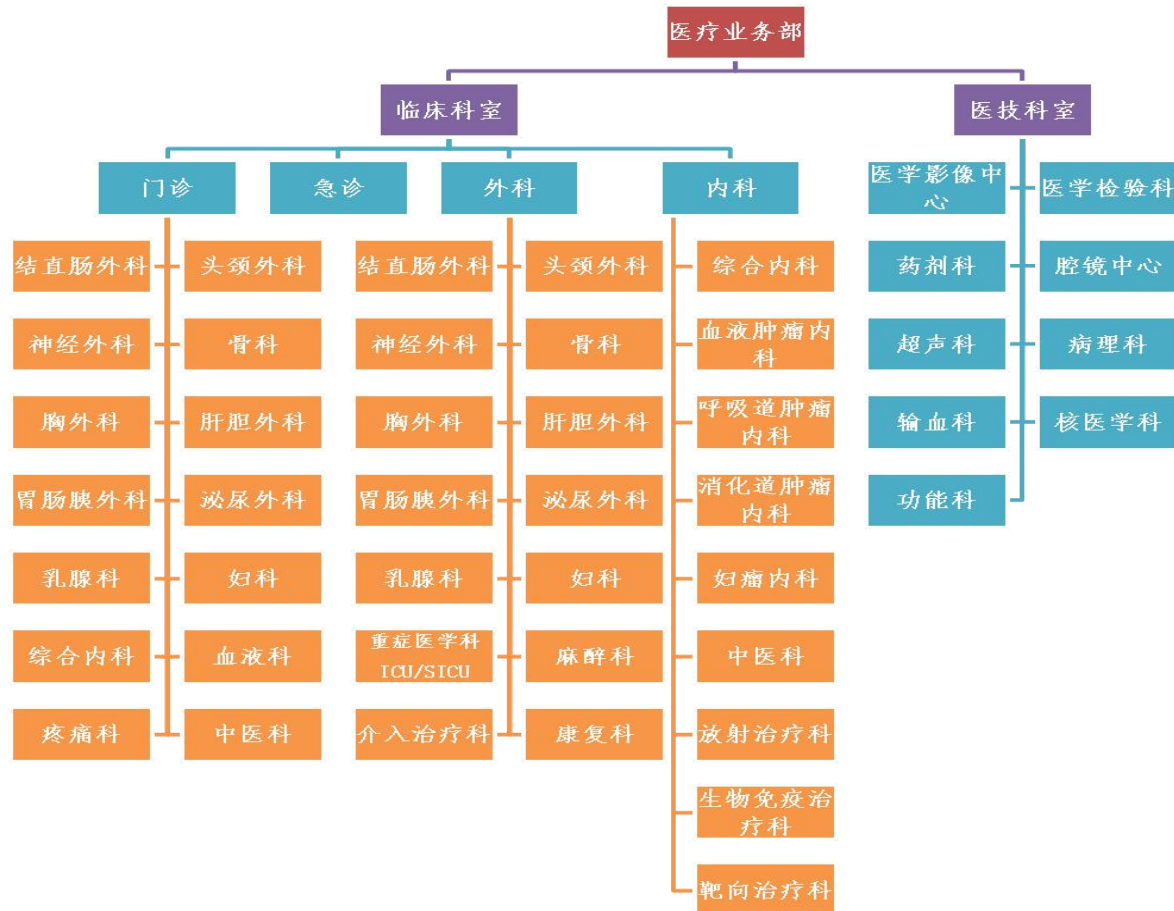 医疗业务部
临床科室
医技科室
门诊
急诊
外科
内科
医学影像中
心
医学检验科
结直肠外科
头颈外科
结直肠外科
头颈外科
综合内科
药剂科
腔镜中心
神经外科
骨科
神经外科
骨科
血液肿瘤内
科
超声科
病理科
胸外科
肝胆外科
胸外科
肝胆外科
呼吸道肿瘤
内科
输血科
核医学科
胃肠胰外科
泌尿外科
胃肠胰外科
泌尿外科
消化道肿瘤
内科
功能科
乳腺科
妇科
乳腺科
妇科
妇瘤内科
综合内科
血液科
重症医学科
ICU/SICU
麻醉科
中医科
疼痛科
中医科
介入治疗科
康复科
放射治疗科
生物免疫治
疗科
靶向治疗科